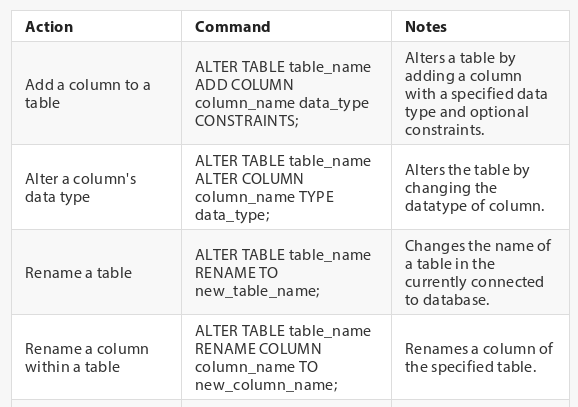 Action
Command
Notes
Add a column to a
table
ALTER TABLE table_name
ADD COLUMN
column_name data_type
CONSTRAINTS;
Alters a table by
adding a column
with a specified data
type and optional
constraints.
Alter a column's
data type
ALTER TABLE table_name
ALTER COLUMN
column_name TYPE
data_type;
Alters the table by
changing the
datatype of column.
Rename a table
ALTER TABLE table_name
RENAME TO
new_table_name;
Changes the name of
a table in the
currently connected
to database.
Rename a column
within a table
ALTER TABLE table_name
RENAME COLUMN
column_name TO
new_column_name;
Renames a column of
the specified table.